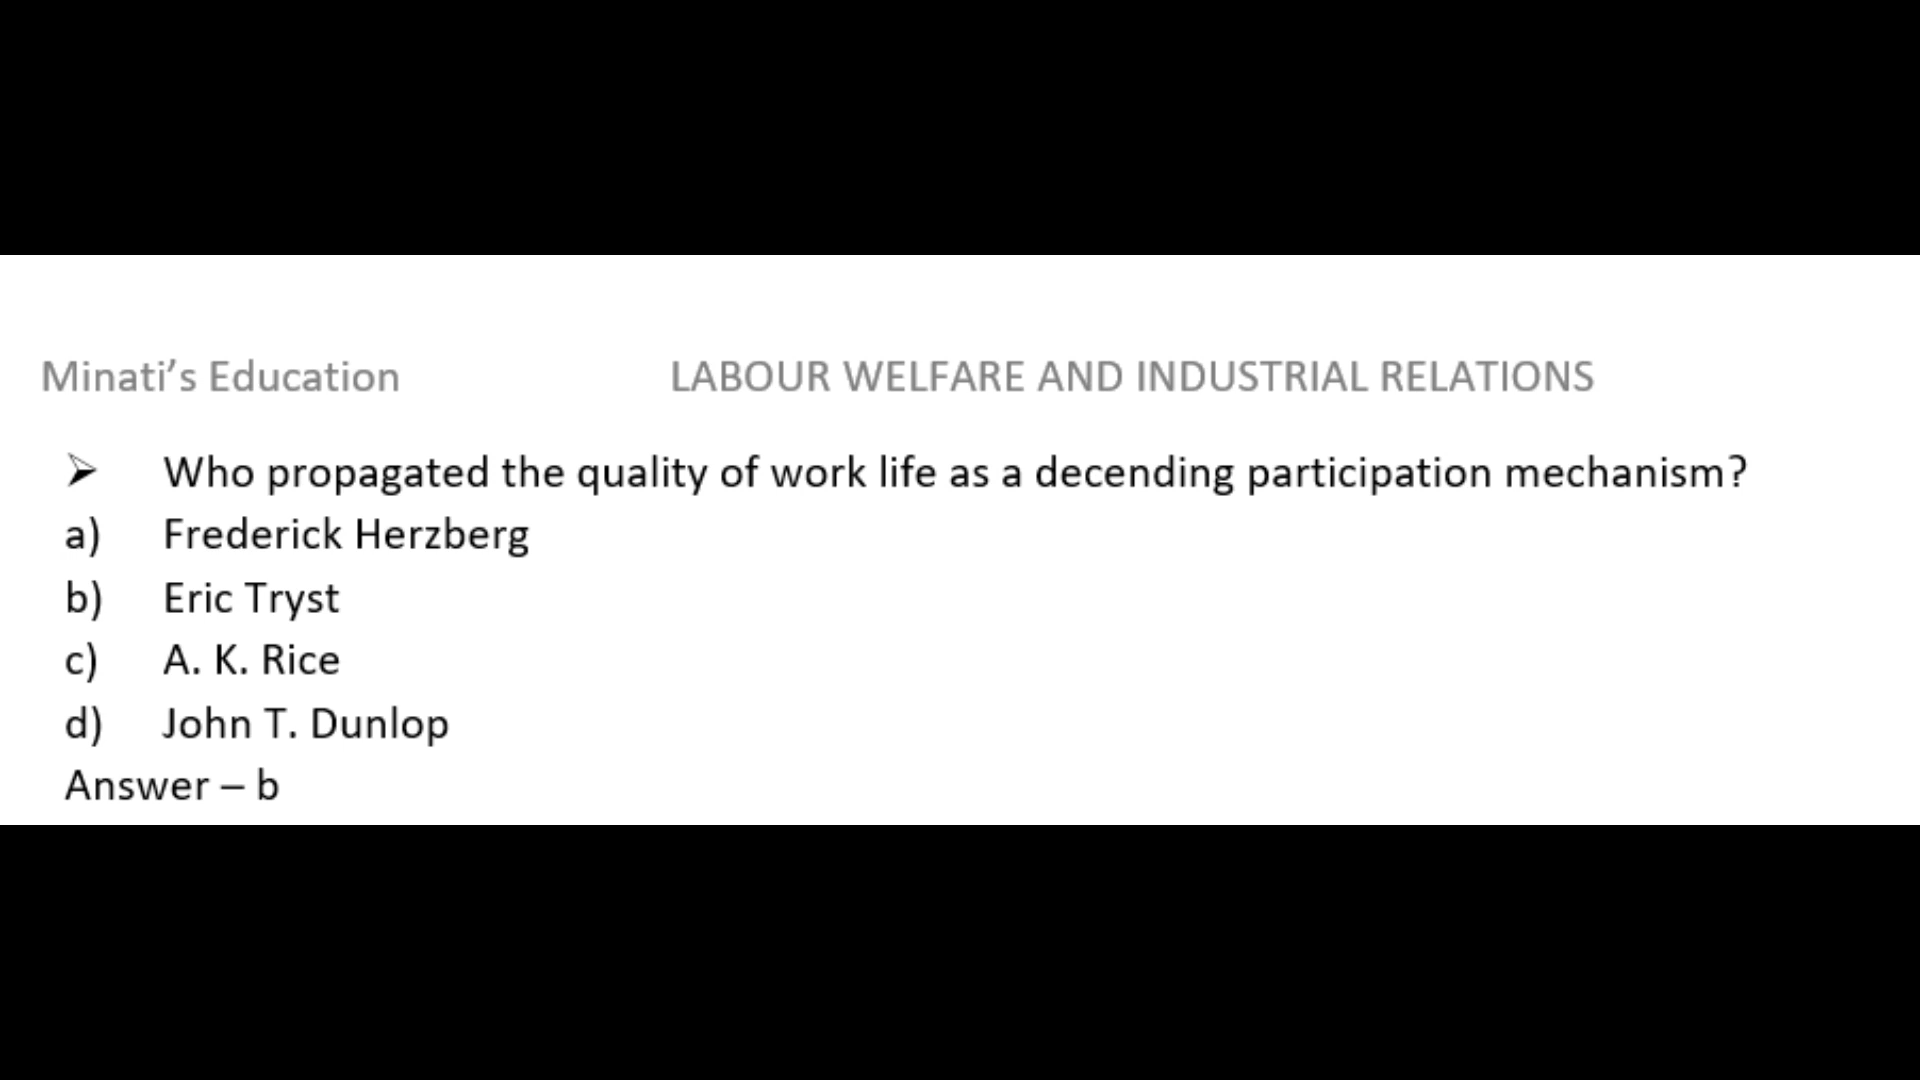 Minati’s Education LABOUR WELFARE AND INDUSTRIAL RELATIONS
➢ Who propagated the quality of work life as a decending participation mechanism?
a) Frederick Herzberg
b) Eric Tryst
c) A. K. Rice
d) John T. Dunlop
Answer – b